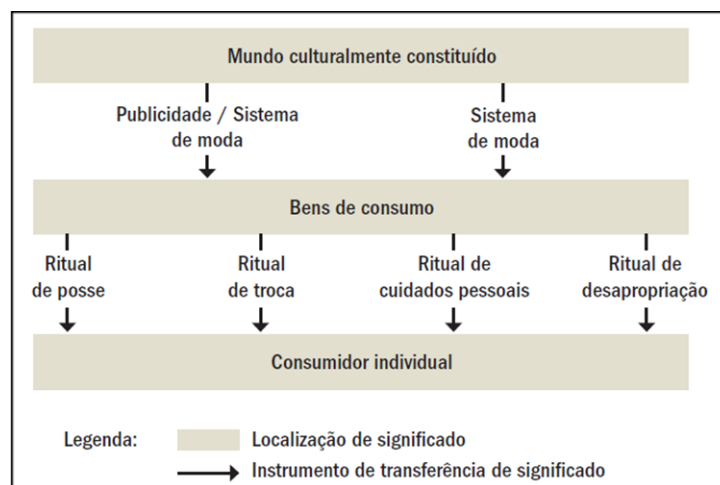 Mundo culturalmente constituído
Publicidade / Sistema
de moda
Sistema
de moda
Bens de consumo
Ritual
de posse
Ritual
de troca
Ritual de
cuidados pessoais
Ritual de
desapropriação
Consumidor individual
Legenda:
Localização de significado
Instrumento de transferência de significado